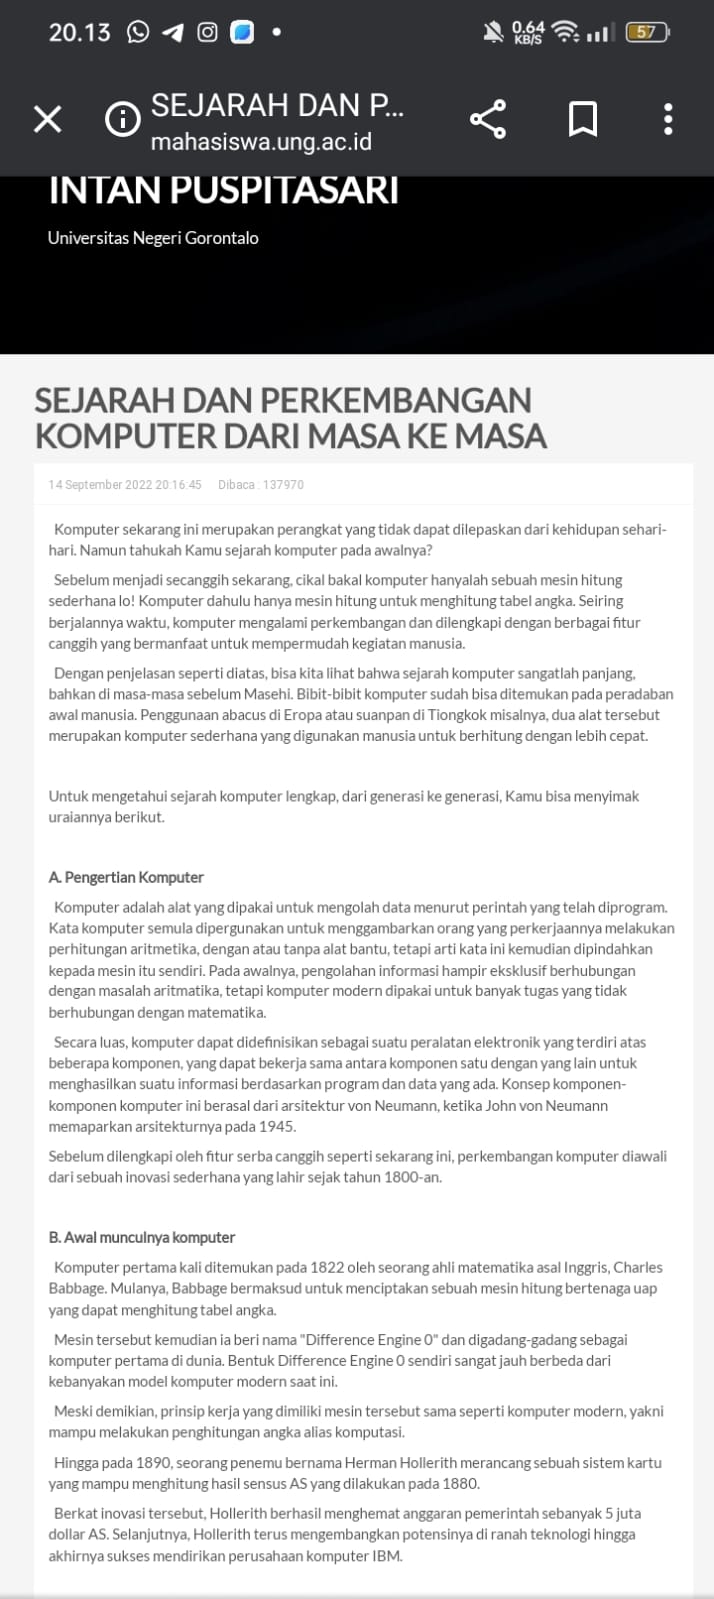 20.13
0.64
KB/S
57
SEJARAH DAN P...
mahasiswa.ung.ac.id
INTAN PUSPITASARI
Universitas Negeri Gorontalo
SEJARAH DAN PERKEMBANGAN
KOMPUTER DARI MASA KE MASA
14 September 2022 20:16:45 Dibaca : 137970
Komputer sekarang ini merupakan perangkat yang tidak dapat dilepaskan dari kehidupan sehari-
hari. Namun tahukah Kamu sejarah komputer pada awalnya?
Sebelum menjadi secanggih sekarang, cikal bakal komputer hanyalah sebuah mesin hitung
sederhana lo! Komputer dahulu hanya mesin hitung untuk menghitung tabel angka. Seiring
berjalannya waktu, komputer mengalami perkembangan dan dilengkapi dengan berbagai fitur
canggih yang bermanfaat untuk mempermudah kegiatan manusia.
Dengan penjelasan seperti diatas, bisa kita lihat bahwa sejarah komputer sangatlah panjang,
bahkan di masa-masa sebelum Masehi. Bibit-bibit komputer sudah bisa ditemukan pada peradaban
awal manusia. Penggunaan abacus di Eropa atau suanpan di Tiongkok misalnya, dua alat tersebut
merupakan komputer sederhana yang digunakan manusia untuk berhitung dengan lebih cepat.
Untuk mengetahui sejarah komputer lengkap, dari generasi ke generasi, Kamu bisa menyimak
uraiannya berikut.
A. Pengertian Komputer
Komputer adalah alat yang dipakai untuk mengolah data menurut perintah yang telah diprogram.
Kata komputer semula dipergunakan untuk menggambarkan orang yang perkerjaannya melakukan
perhitungan aritmetika, dengan atau tanpa alat bantu, tetapi arti kata ini kemudian dipindahkan
kepada mesin itu sendiri. Pada awalnya, pengolahan informasi hampir eksklusif berhubungan
dengan masalah aritmatika, tetapi komputer modern dipakai untuk banyak tugas yang tidak
berhubungan dengan matematika.
Secara luas, komputer dapat didefinisikan sebagai suatu peralatan elektronik yang terdiri atas
beberapa komponen, yang dapat bekerja sama antara komponen satu dengan yang lain untuk
menghasilkan suatu informasi berdasarkan program dan data yang ada. Konsep komponen-
komponen komputer ini berasal dari arsitektur von Neumann, ketika John von Neumann
memaparkan arsitekturnya pada 1945.
Sebelum dilengkapi oleh fitur serba canggih seperti sekarang ini, perkembangan komputer diawali
dari sebuah inovasi sederhana yang lahir sejak tahun 1800-an.
B. Awal munculnya komputer
Komputer pertama kali ditemukan pada 1822 oleh seorang ahli matematika asal Inggris, Charles
Babbage. Mulanya, Babbage bermaksud untuk menciptakan sebuah mesin hitung bertenaga uap
yang dapat menghitung tabel angka.
Mesin tersebut kemudian ia beri nama "Difference Engine 0" dan digadang-gadang sebagai
komputer pertama di dunia. Bentuk Difference Engine 0 sendiri sangat jauh berbeda dari
kebanyakan model komputer modern saat ini.
Meski demikian, prinsip kerja yang dimiliki mesin tersebut sama seperti komputer modern, yakni
mampu melakukan penghitungan angka alias komputasi.
Hingga pada 1890, seorang penemu bernama Herman Hollerith merancang sebuah sistem kartu
yang mampu menghitung hasil sensus AS yang dilakukan pada 1880.
Berkat inovasi tersebut, Hollerith berhasil menghemat anggaran pemerintah sebanyak 5 juta
dollar AS. Selanjutnya, Hollerith terus mengembangkan potensinya di ranah teknologi hingga
akhirnya sukses mendirikan perusahaan komputer IBM.